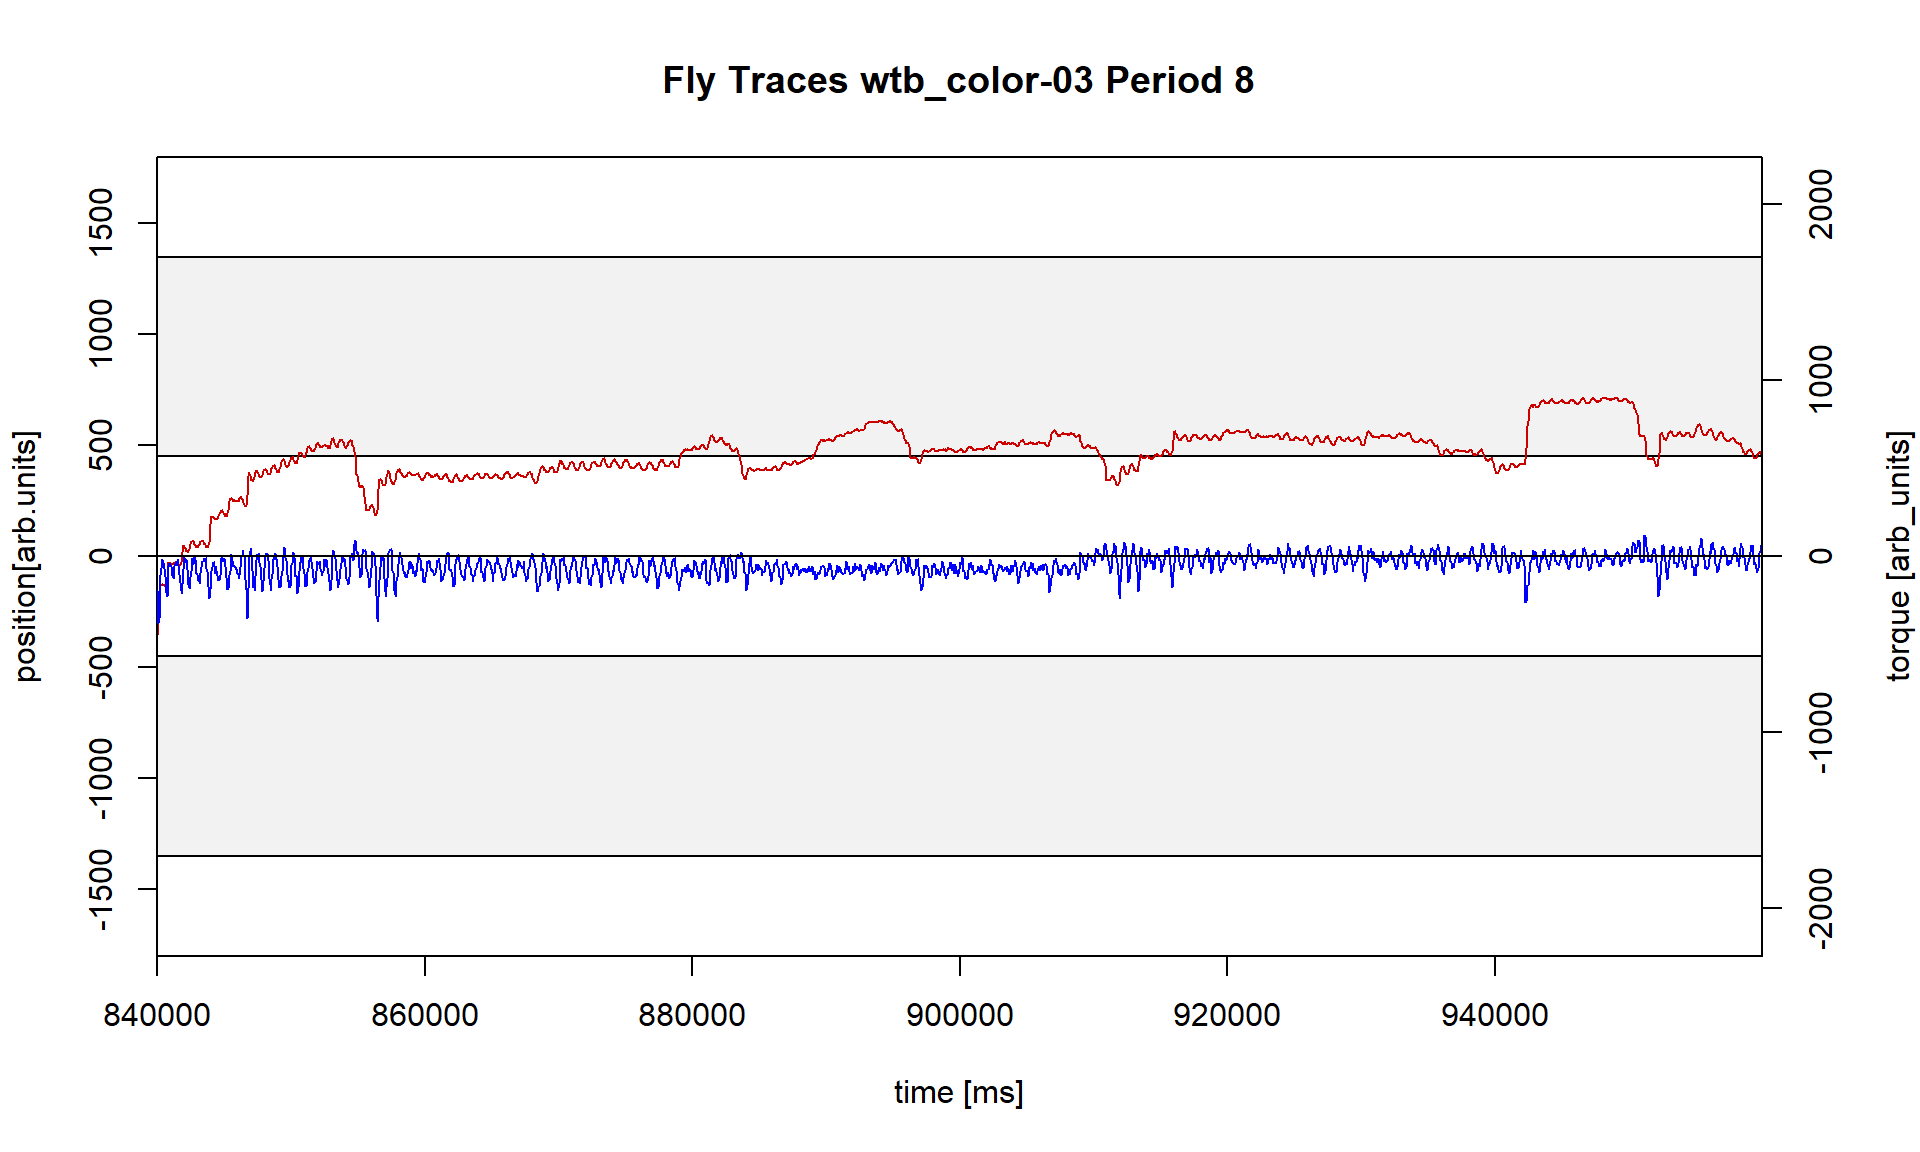 Fly Traces wtb_color-03 Period 8
position[arb.units]
1500
1000
500
0
-500
-1000
-1500
2000
1000
0
-1000
-2000
torque [arb_units]
840000 860000 880000 900000 920000 940000
time [ms]